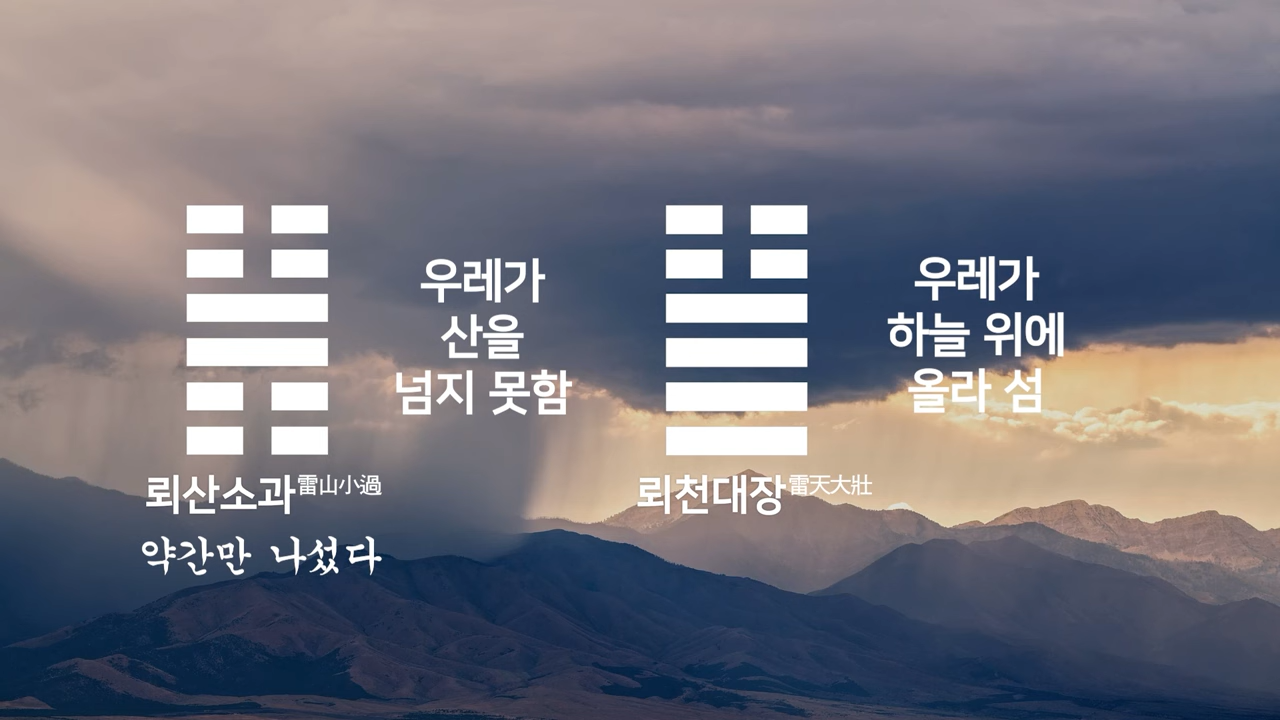 우레가
산을
넘지 못함
뢰산소과雷山小過
약간만 나섰다
우레가
하늘 위에
올라 섬
뢰천대장雷天大壯